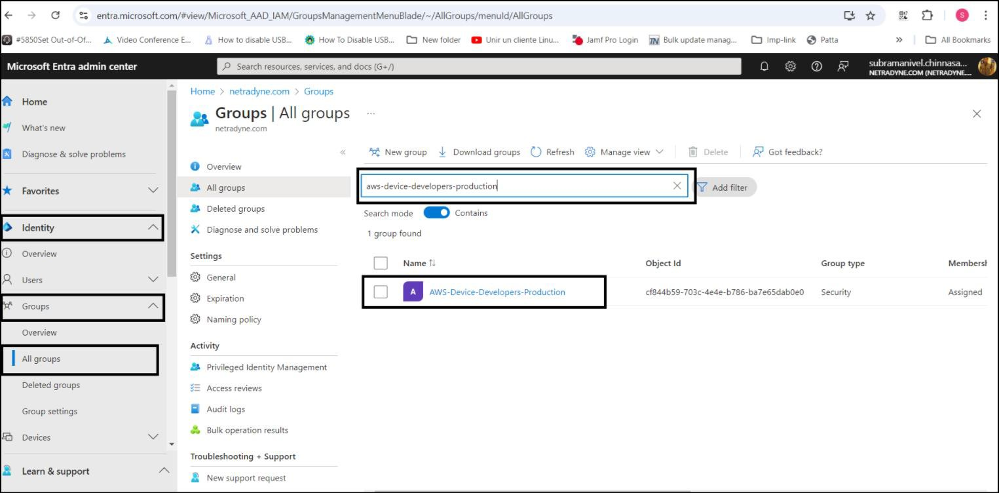 entra.microsoft.com/#view/Microsoft_AAD_IAM/GroupsManagementMenuBlade/~/AllGroups/menuId/AllGroups
S
#5850Set Out-of-Of...
Video Conference E...
How to disable USB...
How To Disable USB...
New folder
Unir un cliente Linu...
Jamf Pro Login
TN
Bulk update manag...
Imp-link
Patta
»
All Bookmarks
Microsoft Entra admin center
Search resources, services, and docs (G+/)
subramanivel.chinnasa...
NETRADYNE.COM (NETRADYNE....
Home
What's new
Diagnose & solve problems
Favorites
Identity
Overview
Users
Groups
Overview
All groups
Deleted groups
Group settings
Devices
Learn & support
Home > netradyne.com > Groups
Groups | All groups ...
netradyne.com
«
Overview
All groups
Deleted groups
Diagnose and solve problems
Settings
General
Expiration
Naming policy
Activity
Privileged Identity Management
Access reviews
Audit logs
Bulk operation results
Troubleshooting + Support
New support request
New group
Download groups
Refresh
Manage view
Delete
Got feedback?
aws-device-developers-production
Add filter
Search mode
Contains
1 group found
Name
Object Id
Group type
Membersh
A
AWS-Device-Developers-Production
cf844b59-703c-4e4e-b786-ba7e65dab0e0
Security
Assigned